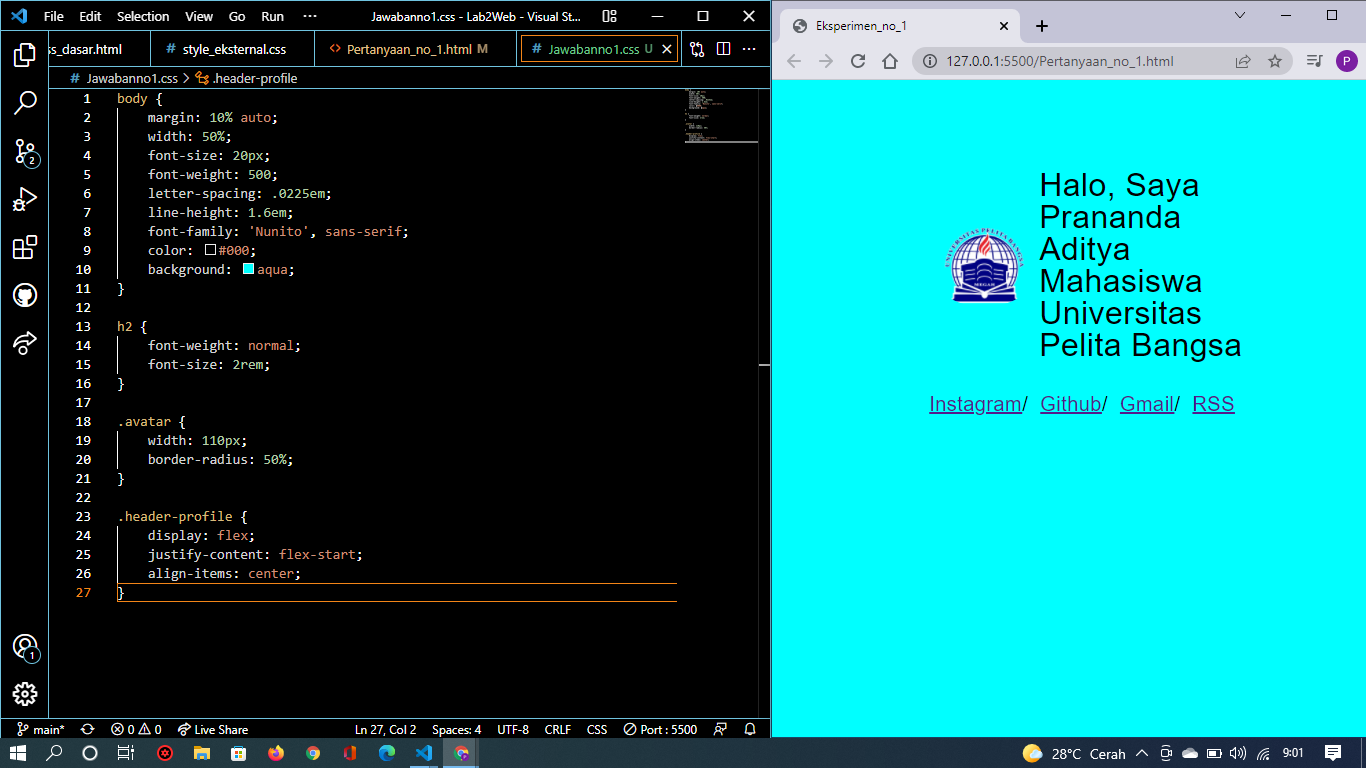 File Edit Selection View Go Run ··· Jawabanno1.css - Lab2Web - Visual St...
ss_dasar.html # style_eksternal.css <> Pertanyaan_no_1.html M # Jawabanno1.css U
# Jawabanno1.css > .header-profile
1 body {
2 margin: 10% auto;
3 width: 50%;
4 font-size: 20px;
5 font-weight: 500;
6 letter-spacing: .0225em;
7 line-height: 1.6em;
8 font-family: 'Nunito', sans-serif;
9 color: #000;
10 background: aqua;
11 }
12
13 h2 {
14 font-weight: normal;
15 font-size: 2rem;
16 }
17
18 .avatar {
19 width: 110px;
20 border-radius: 50%;
21 }
22
23 .header-profile {
24 display: flex;
25 justify-content: flex-start;
26 align-items: center;
27 }
2
1
main* 0 0 Live Share Ln 27, Col 2 Spaces: 4 UTF-8 CRLF CSS Port : 5500
Eksperimen_no_1
127.0.0.1:5500/Pertanyaan_no_1.html P
UNIVERSITAS PELITA BANGSA
Halo, Saya
Prananda
Aditya
Mahasiswa
Universitas
Pelita Bangsa
Instagram/ Github/ Gmail/ RSS
28°C Cerah 9:01